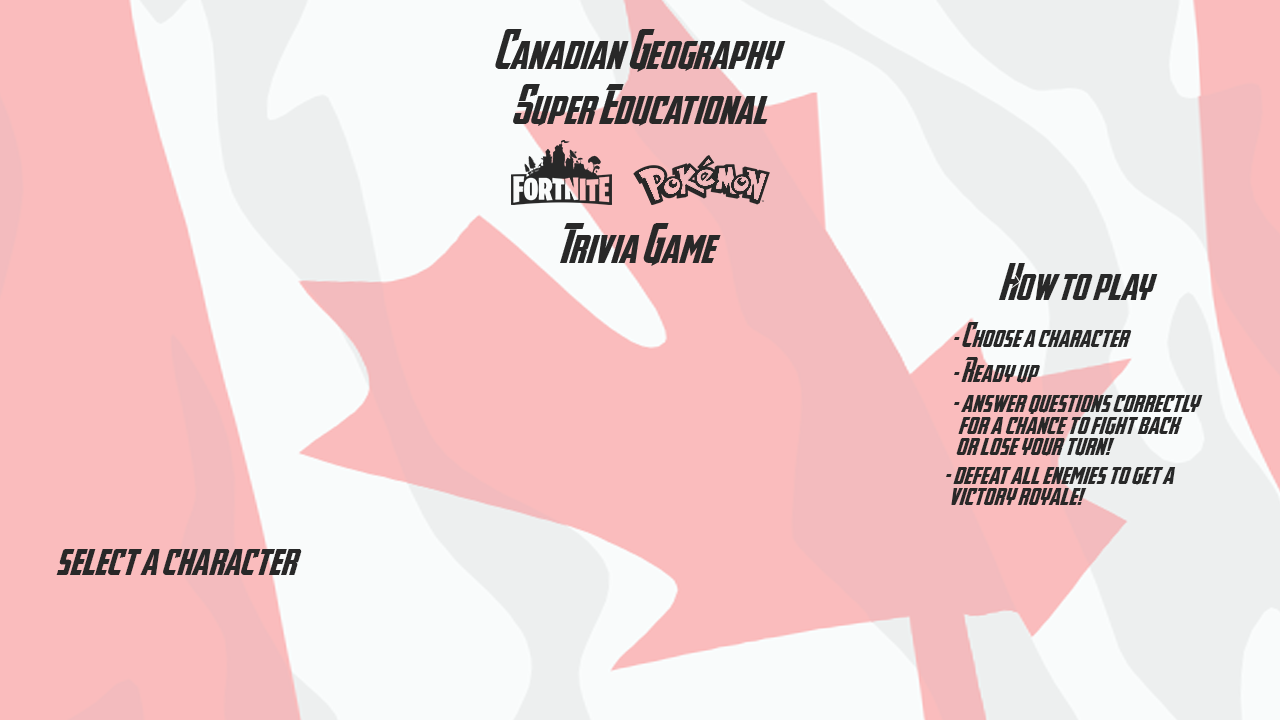 Canadian Geography
Super Educational
FORTNITE POKéMON
Trivia Game
How to play
- Choose a character
- Ready up
- answer questions correctly
for a chance to fight back
or lose your turn!
- defeat all enemies to get a
victory royale!
select a character